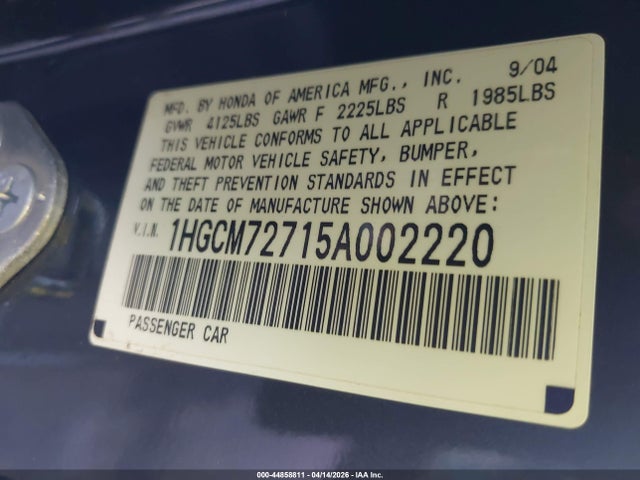 MFD. BY HONDA OF AMERICA MFG., INC. 9/04
GVWR 4125LBS GAWR F 2225LBS R 1985LBS
THIS VEHICLE CONFORMS TO ALL APPLICABLE
FEDERAL MOTOR VEHICLE SAFETY, BUMPER,
AND THEFT PREVENTION STANDARDS IN EFFECT
ON THE DATE OF MANUFACTURE SHOWN ABOVE:
V.I.N. 1HGCM72715A002220
PASSENGER CAR
000-44858811 - 04/14/2026 - IAA Inc.